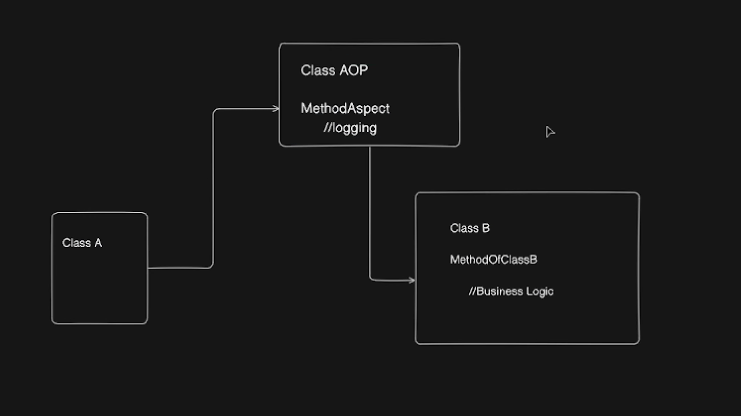 Class AOP
MethodAspect
//logging
Class A
Class B
MethodOfClassB
//Business Logic